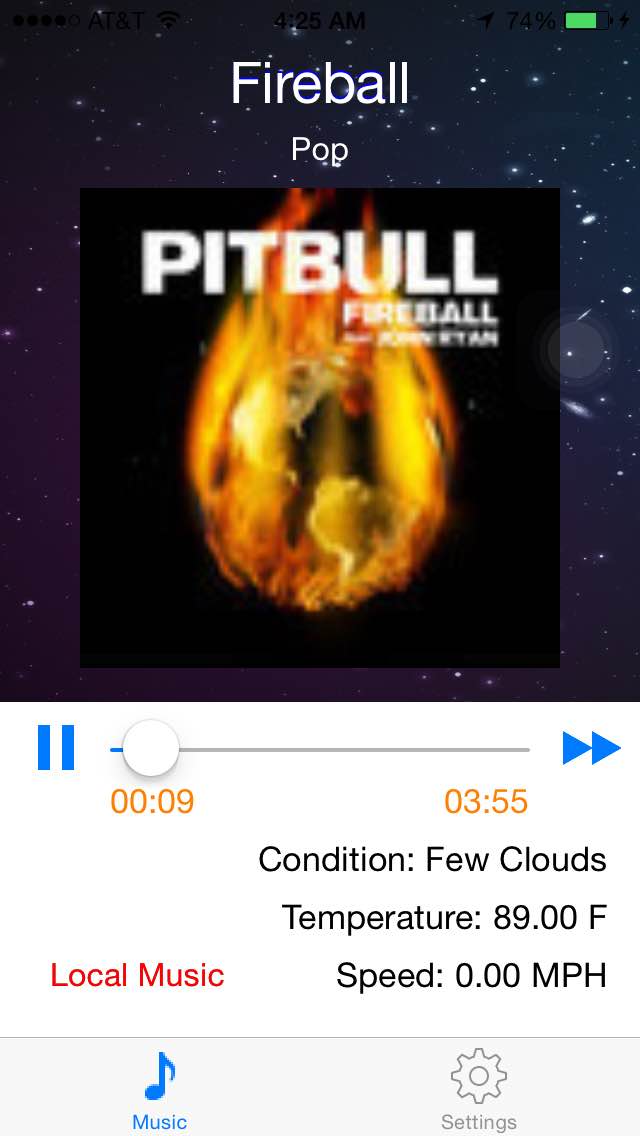 AT&T 4:25 AM 74%
Fireball
Pop
PITBULL
FIREBALL
JOHN RYAN
00:09 03:55
Condition: Few Clouds
Temperature: 89.00 F
Local Music Speed: 0.00 MPH
Music Settings